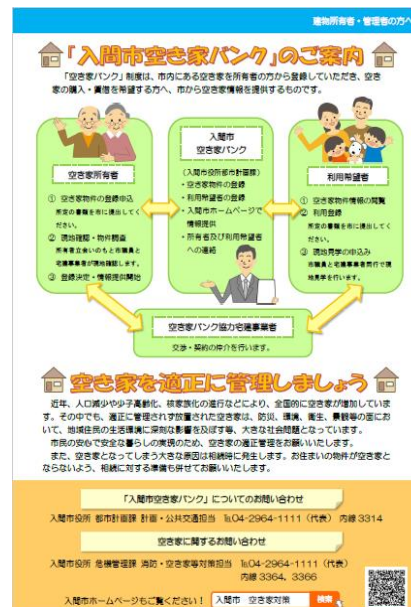 建物所有者・管理者の方へ
「入間市空き家バンク」のご案内
「空き家バンク」制度は、市内にある空き家を所有者の方から登録していただき、空き
家の購入・賃借を希望する方へ、市から空き家情報を提供するものです。
空き家所有者
① 空き家物件の登録申込
所定の書類を市に提出してく
ださい。
② 現地確認・物件調査
所有者立会いのもと市職員と
宅建事業者が現地確認します。
③ 登録決定・情報提供開始
入間市
空き家バンク
(入間市役所都市計画課)
・空き家物件の登録
・利用希望者の登録
・入間市ホームページで
情報提供
・所有者及び利用希望者
への連絡
利用希望者
① 空き家物件情報の閲覧
② 利用登録
所定の書類を市に提出してく
ださい。
③ 現地見学の申込み
市職員と宅建事業者同行で現
地見学を行います。
空き家バンク協力宅建事業者
交渉・契約の仲介を行います。
空き家を適正に管理しましょう
近年、人口減少や少子高齢化、核家族化の進行などにより、全国的に空き家が増加していま
す。その中でも、適正に管理されず放置された空き家は、防災、環境、衛生、景観等の面にお
いて、地域住民の生活環境に深刻な影響を及ぼす等、大きな社会問題となっています。
市民の安心で安全な暮らしの実現のため、空き家の適正管理をお願いいたします。
また、空き家となってしまう大きな原因は相続時に発生します。お住まいの物件が空き家と
ならないよう、相続に対する準備も併せてお願いいたします。
「入間市空き家バンク」についてのお問い合わせ
入間市役所 都市計画課 計画・公共交通担当 ℡04-2964-1111(代表) 内線 3314
空き家に関するお問い合わせ
入間市役所 危機管理課 消防・空き家等対策担当 ℡04-2964-1111(代表)
内線 3364、3366
入間市ホームページもご覧ください!
入間市 空き家対策
検索